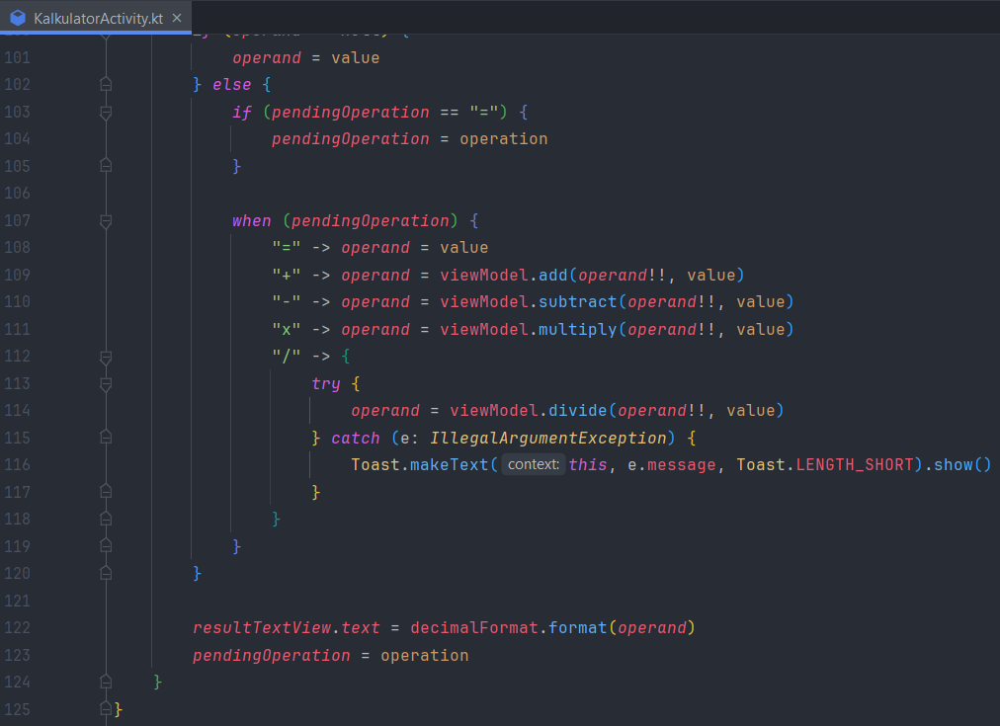 KalkulatorActivity.kt
101 operand = value
102 } else {
103 if (pendingOperation == "=") {
104 pendingOperation = operation
105 }
106
107 when (pendingOperation) {
108 "=" -> operand = value
109 "+" -> operand = viewModel.add(operand!!, value)
110 "-" -> operand = viewModel.subtract(operand!!, value)
111 "x" -> operand = viewModel.multiply(operand!!, value)
112 "/" -> {
113 try {
114 operand = viewModel.divide(operand!!, value)
115 } catch (e: IllegalArgumentException) {
116 Toast.makeText( context: this, e.message, Toast.LENGTH_SHORT).show()
117 }
118 }
119 }
120 }
121
122 resultTextView.text = decimalFormat.format(operand)
123 pendingOperation = operation
124 }
125 }